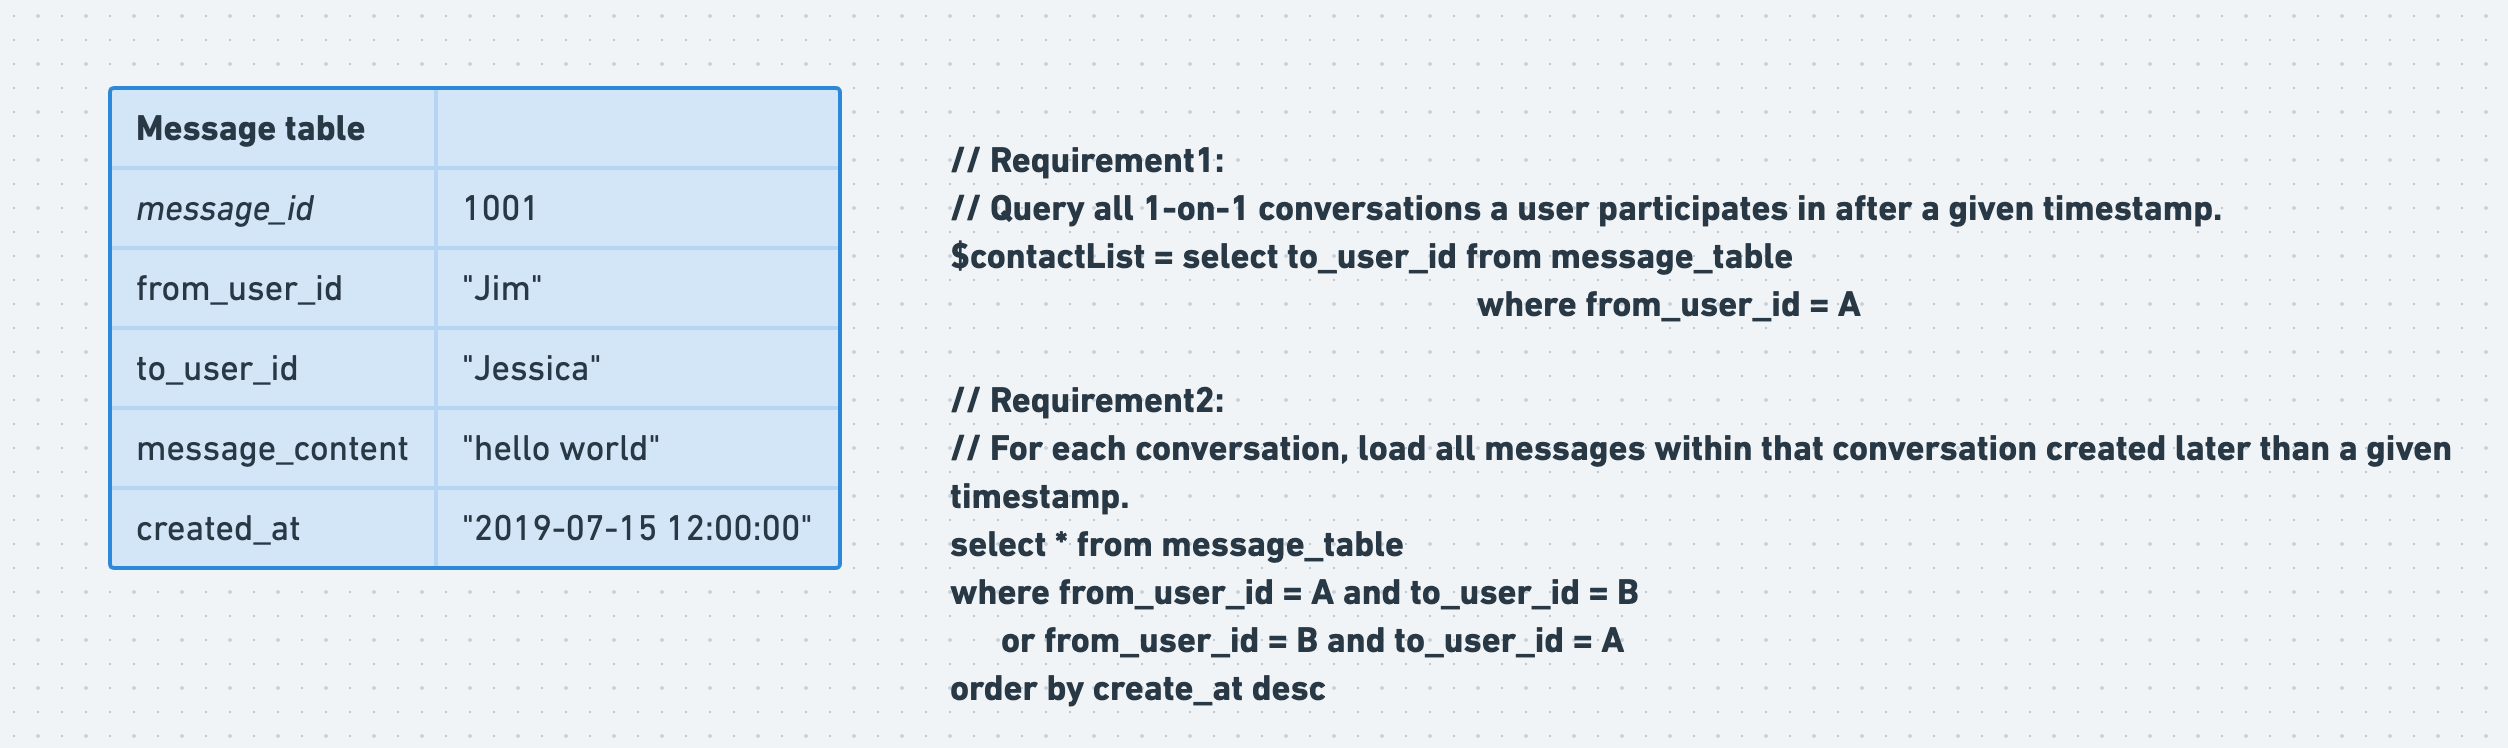 Message table
message_id 1001
from_user_id "Jim"
to_user_id "Jessica"
message_content "hello world"
created_at "2019-07-15 12:00:00"
// Requirement1:
// Query all 1-on-1 conversations a user participates in after a given timestamp.
$contactList = select to_user_id from message_table
where from_user_id = A
// Requirement2:
// For each conversation, load all messages within that conversation created later than a given
timestamp.
select * from message_table
where from_user_id = A and to_user_id = B
or from_user_id = B and to_user_id = A
order by create_at desc